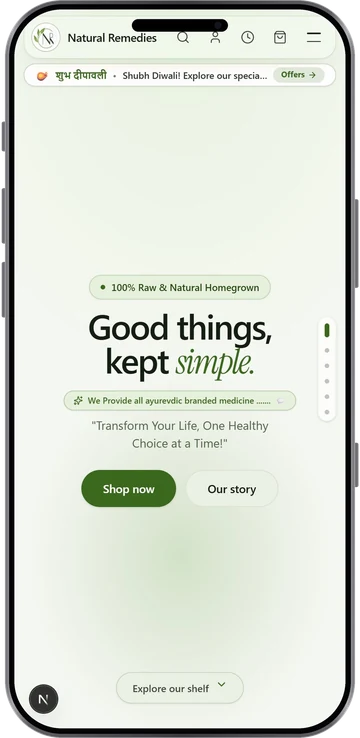 Natural Remedies
शुभ दीपावली • Shubh Diwali! Explore our specia... Offers →
100% Raw & Natural Homegrown
Good things,
kept simple.
We Provide all ayurevdic branded medicine .......
"Transform Your Life, One Healthy
Choice at a Time!"
Shop now Our story
Explore our shelf
N